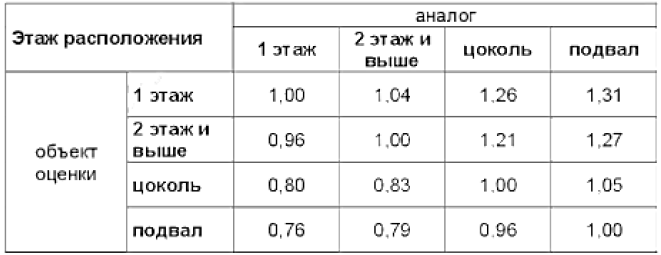 аналог
Этаж расположения
1 этаж
2 этаж и
выше
цоколь
подвал
1 этаж
1,00
1.04
1.26
1,31
объект
оценки
2 этаж и
выше
0,96
1,00
1.21
1,27
цоколь
0,80
0,83
1.00
1.05
подвал
0,76
0,79
0.96
1,00